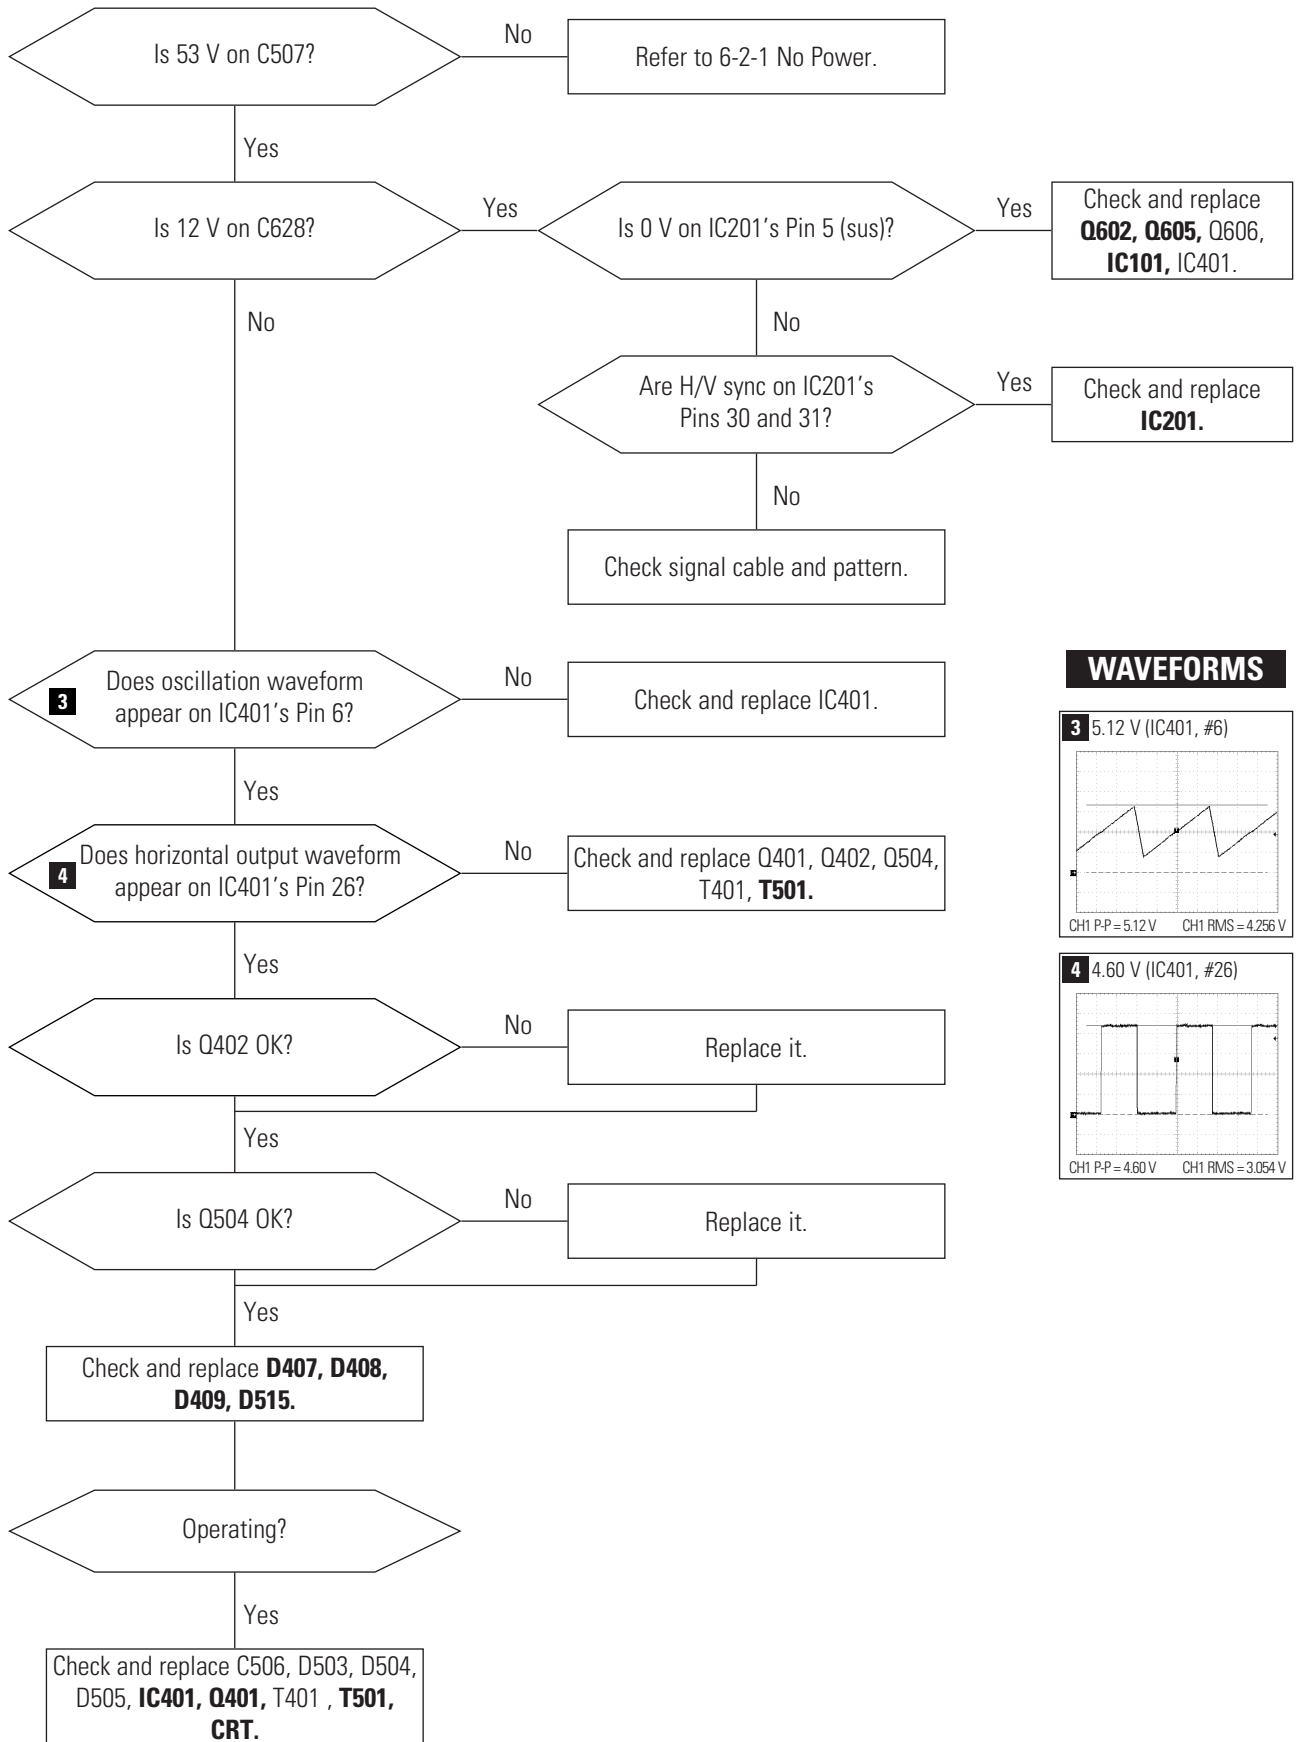 Is 53 V on C507?
No
Refer to 6-2-1 No Power.
Yes
Is 12 V on C628?
Yes
Is 0 V on IC201's Pin 5 (sus)?
Yes
Check and replace
Q602, Q605, Q606,
IC101, IC401.
No
No
Are H/V sync on IC201's
Pins 30 and 31?
Yes
Check and replace
IC201.
No
Check signal cable and pattern.
3
Does oscillation waveform
appear on IC401's Pin 6?
No
Check and replace IC401.
Yes
4
Does horizontal output waveform
appear on IC401's Pin 26?
No
Check and replace Q401, Q402, Q504,
T401, T501.
Yes
Is Q402 OK?
No
Replace it.
Yes
Is Q504 OK?
No
Replace it.
Yes
Check and replace D407, D408,
D409, D515.
Operating?
Yes
Check and replace C506, D503, D504,
D505, IC401, Q401, T401 , T501,
CRT.
WAVEFORMS
3 5.12 V (IC401, #6)
CH1 P-P = 5.12 V CH1 RMS = 4.256 V
4 4.60 V (IC401, #26)
CH1 P-P = 4.60 V CH1 RMS = 3.054 V